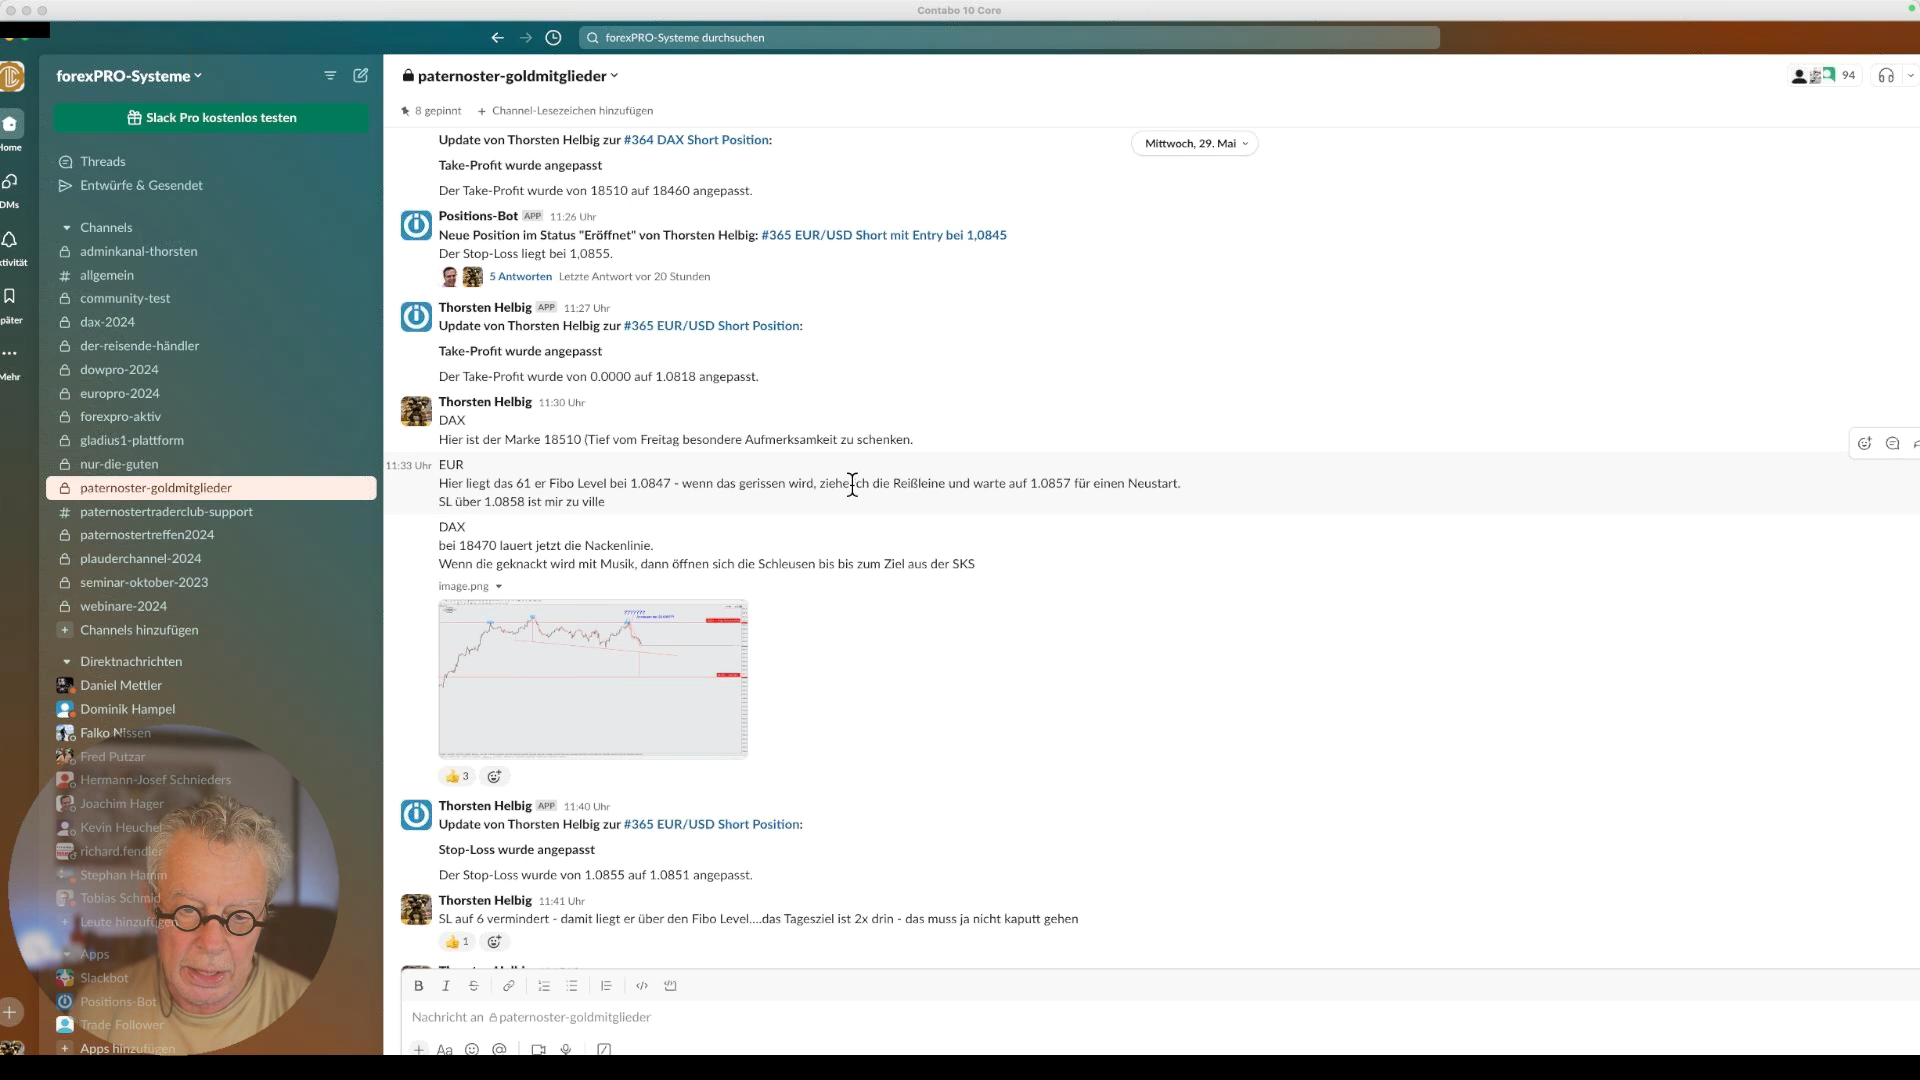 Contabo 10 Core
forexPRO-Systeme durchsuchen
forexPRO-Systeme
Slack Pro kostenlos testen
Home
DMs
Mehr
Threads
Entwürfe & Gesendet
Channels
adminkanal-thorsten
allgemein
community-test
dax-2024
der-reisende-händler
dowpro-2024
europro-2024
forexpro-aktiv
gladius1-plattform
nur-die-guten
paternoster-goldmitglieder
paternostertraderclub-support
paternostertreffen2024
plauderchannel-2024
seminar-oktober-2023
webinare-2024
Channels hinzufügen
Direktnachrichten
Daniel Mettler
Dominik Hampel
Falko Nissen
Fred Putzar
Hermann-Josef Schnieders
Joachim Hager
Kevin Heuchel
richard.fendler
Stephan Hamm
Tobias Schmid
Leute hinzufügen
Apps
Slackbot
Positions-Bot
Trade Follower
Apps hinzufügen
paternoster-goldmitglieder
94
8 gepinnt
+ Channel-Lesezeichen hinzufügen
Mittwoch, 29. Mai
Update von Thorsten Helbig zur #364 DAX Short Position:
Take-Profit wurde angepasst
Der Take-Profit wurde von 18510 auf 18460 angepasst.
Positions-Bot APP 11:26 Uhr
Neue Position im Status "Eröffnet" von Thorsten Helbig: #365 EUR/USD Short mit Entry bei 1,0845
Der Stop-Loss liegt bei 1,0855.
5 Antworten Letzte Antwort vor 20 Stunden
Thorsten Helbig APP 11:27 Uhr
Update von Thorsten Helbig zur #365 EUR/USD Short Position:
Take-Profit wurde angepasst
Der Take-Profit wurde von 0.0000 auf 1.0818 angepasst.
Thorsten Helbig 11:30 Uhr
DAX
Hier ist der Marke 18510 (Tief vom Freitag besondere Aufmerksamkeit zu schenken.
11:33 Uhr EUR
Hier liegt das 61 er Fibo Level bei 1.0847 - wenn das gerissen wird, ziehe ich die Reißleine und warte auf 1.0857 für einen Neustart.
SL über 1.0858 ist mir zu ville
DAX
bei 18470 lauert jetzt die Nackenlinie.
Wenn die geknackt wird mit Musik, dann öffnen sich die Schleusen bis bis zum Ziel aus der SKS
image.png
3
Thorsten Helbig APP 11:40 Uhr
Update von Thorsten Helbig zur #365 EUR/USD Short Position:
Stop-Loss wurde angepasst
Der Stop-Loss wurde von 1.0855 auf 1.0851 angepasst.
Thorsten Helbig 11:41 Uhr
SL auf 6 vermindert - damit liegt er über den Fibo Level....das Tagesziel ist 2x drin - das muss ja nicht kaputt gehen
1
B I S
Nachricht an paternoster-goldmitglieder
+ Aa @